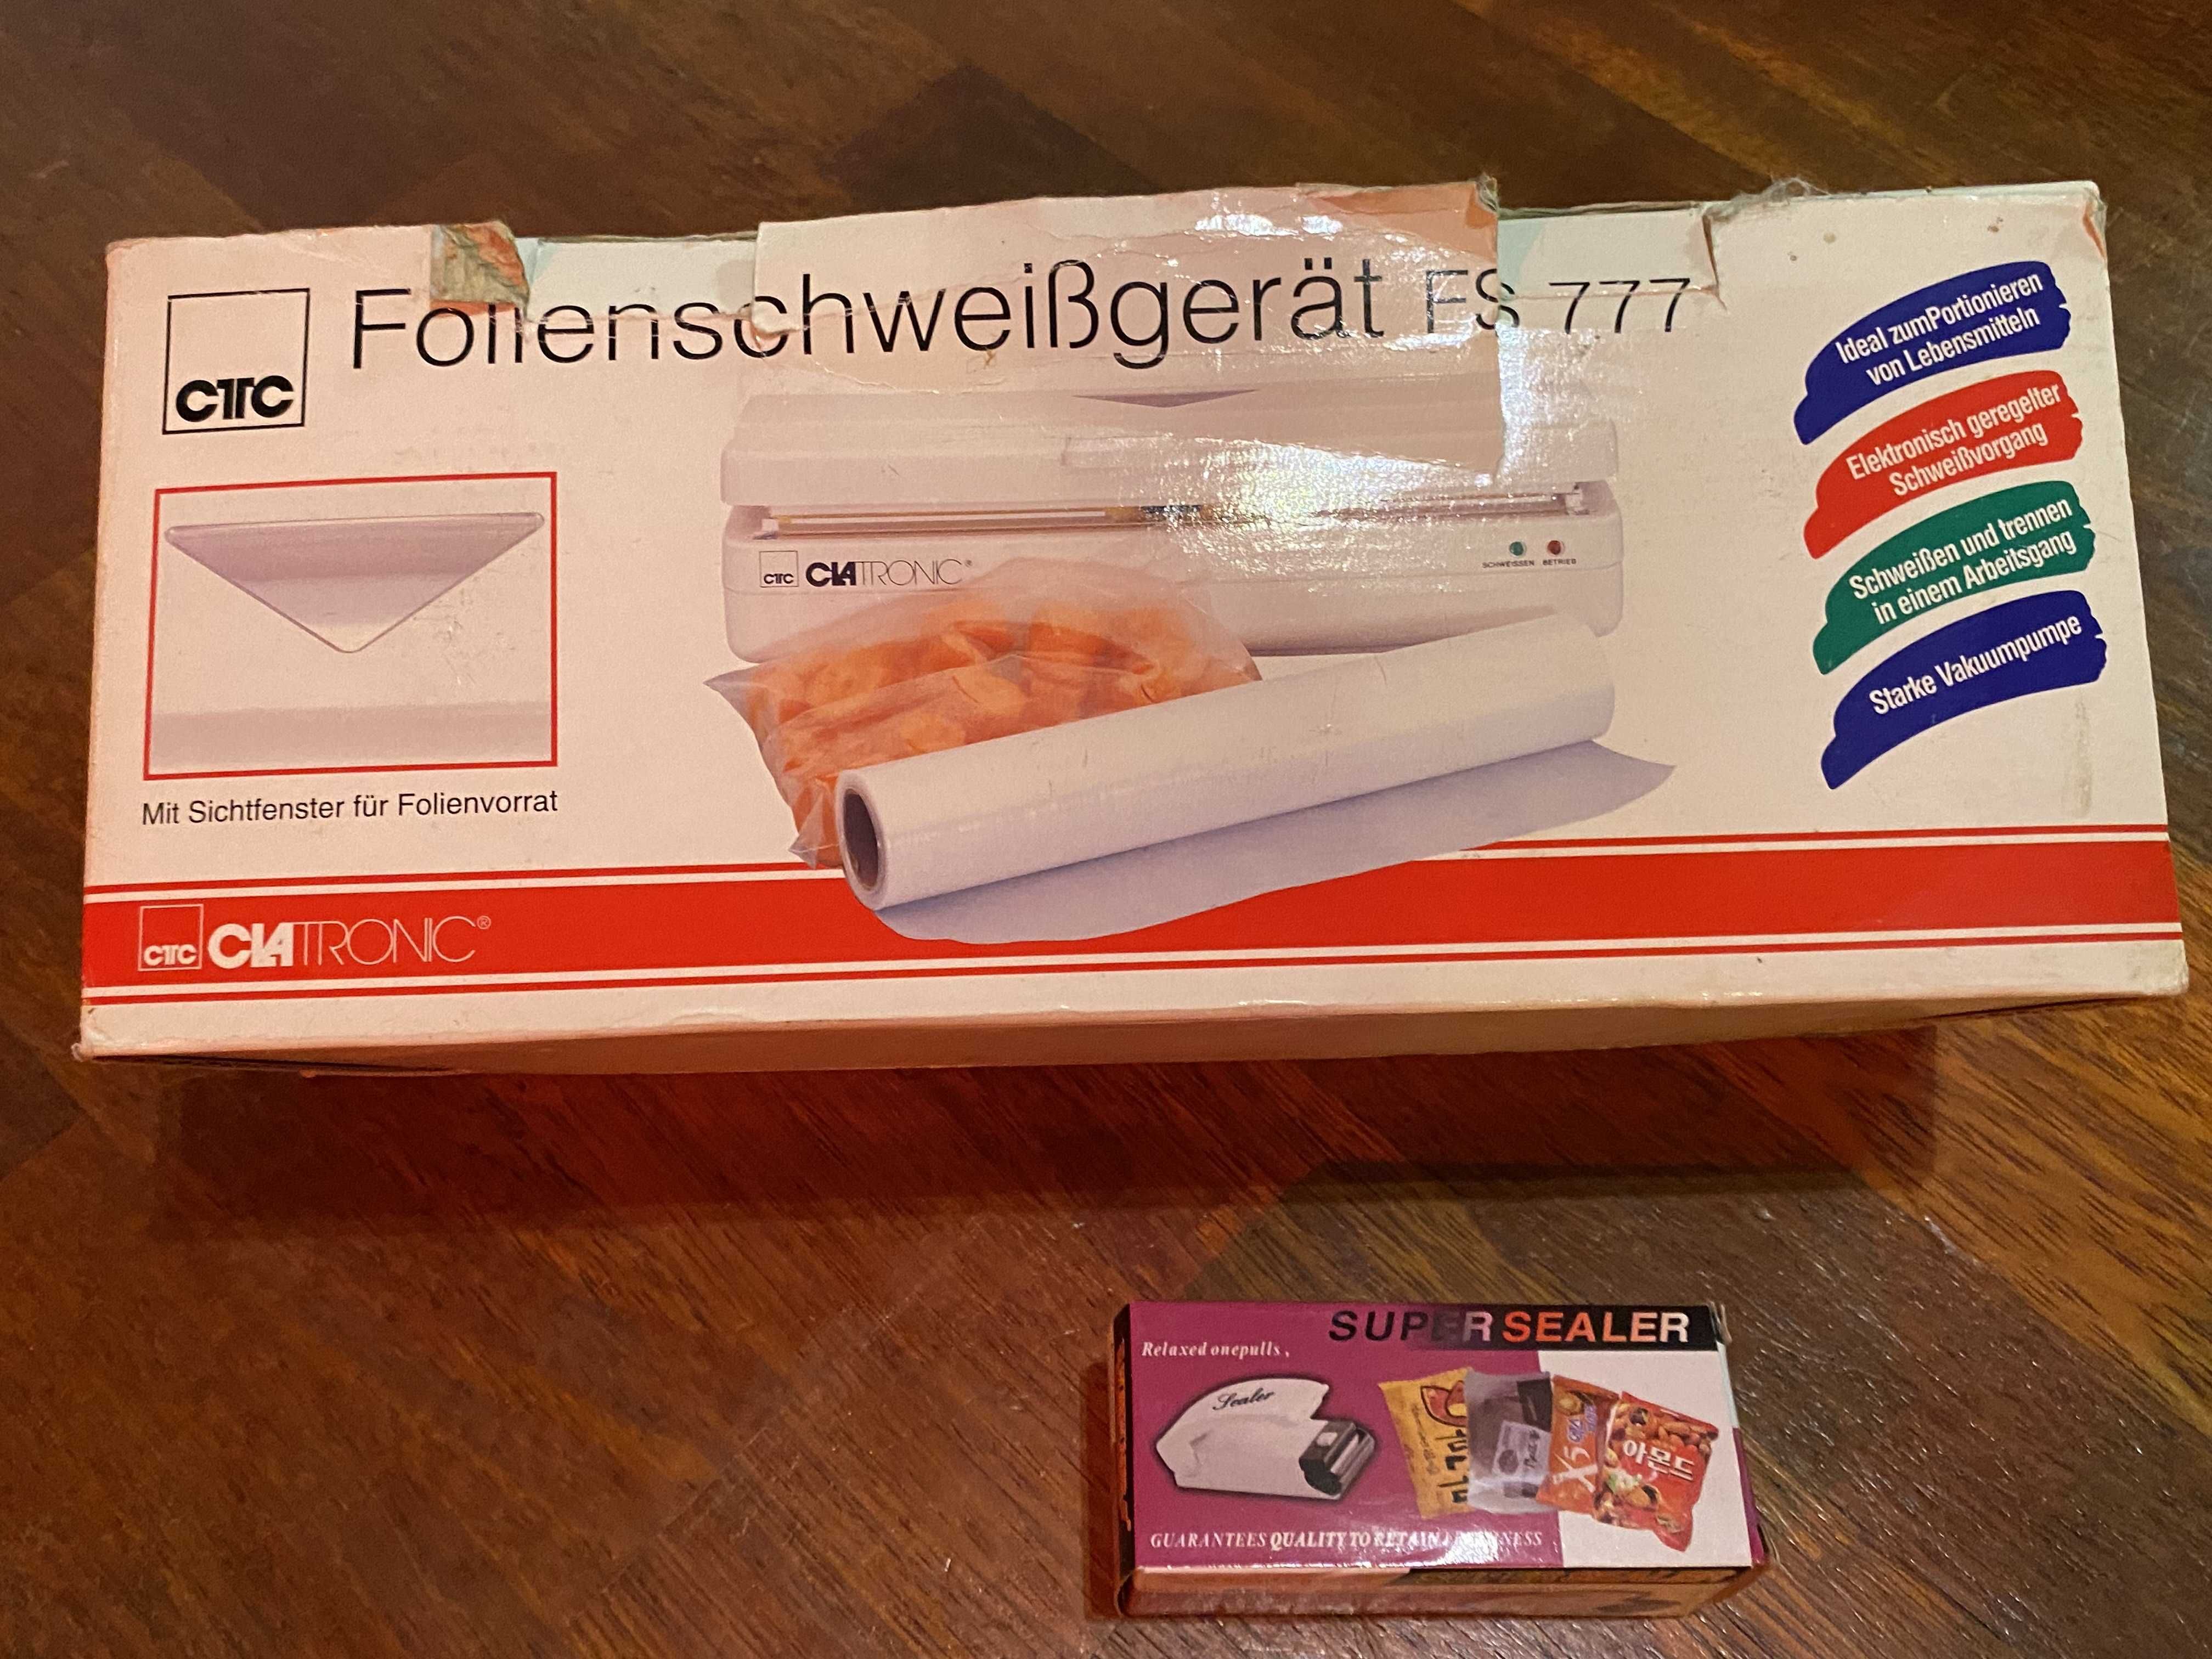 Folienschweißgerät FS 777
CTC
Ideal zumPortionieren
von Lebensmitteln
Elektronisch geregelter
Schweißvorgang
Schweißen und trennen
in einem Arbeitsgang
Starke Vakuumpumpe
CTC CLATRONIC®
SCHWEISSEN BETRIEB
Mit Sichtfenster für Folienvorrat
CTC CLATRONIC®
SUPER SEALER
Relaxed onepulls,
Sealer
X5
아몬드
GUARANTEES QUALITY TO RETAIN